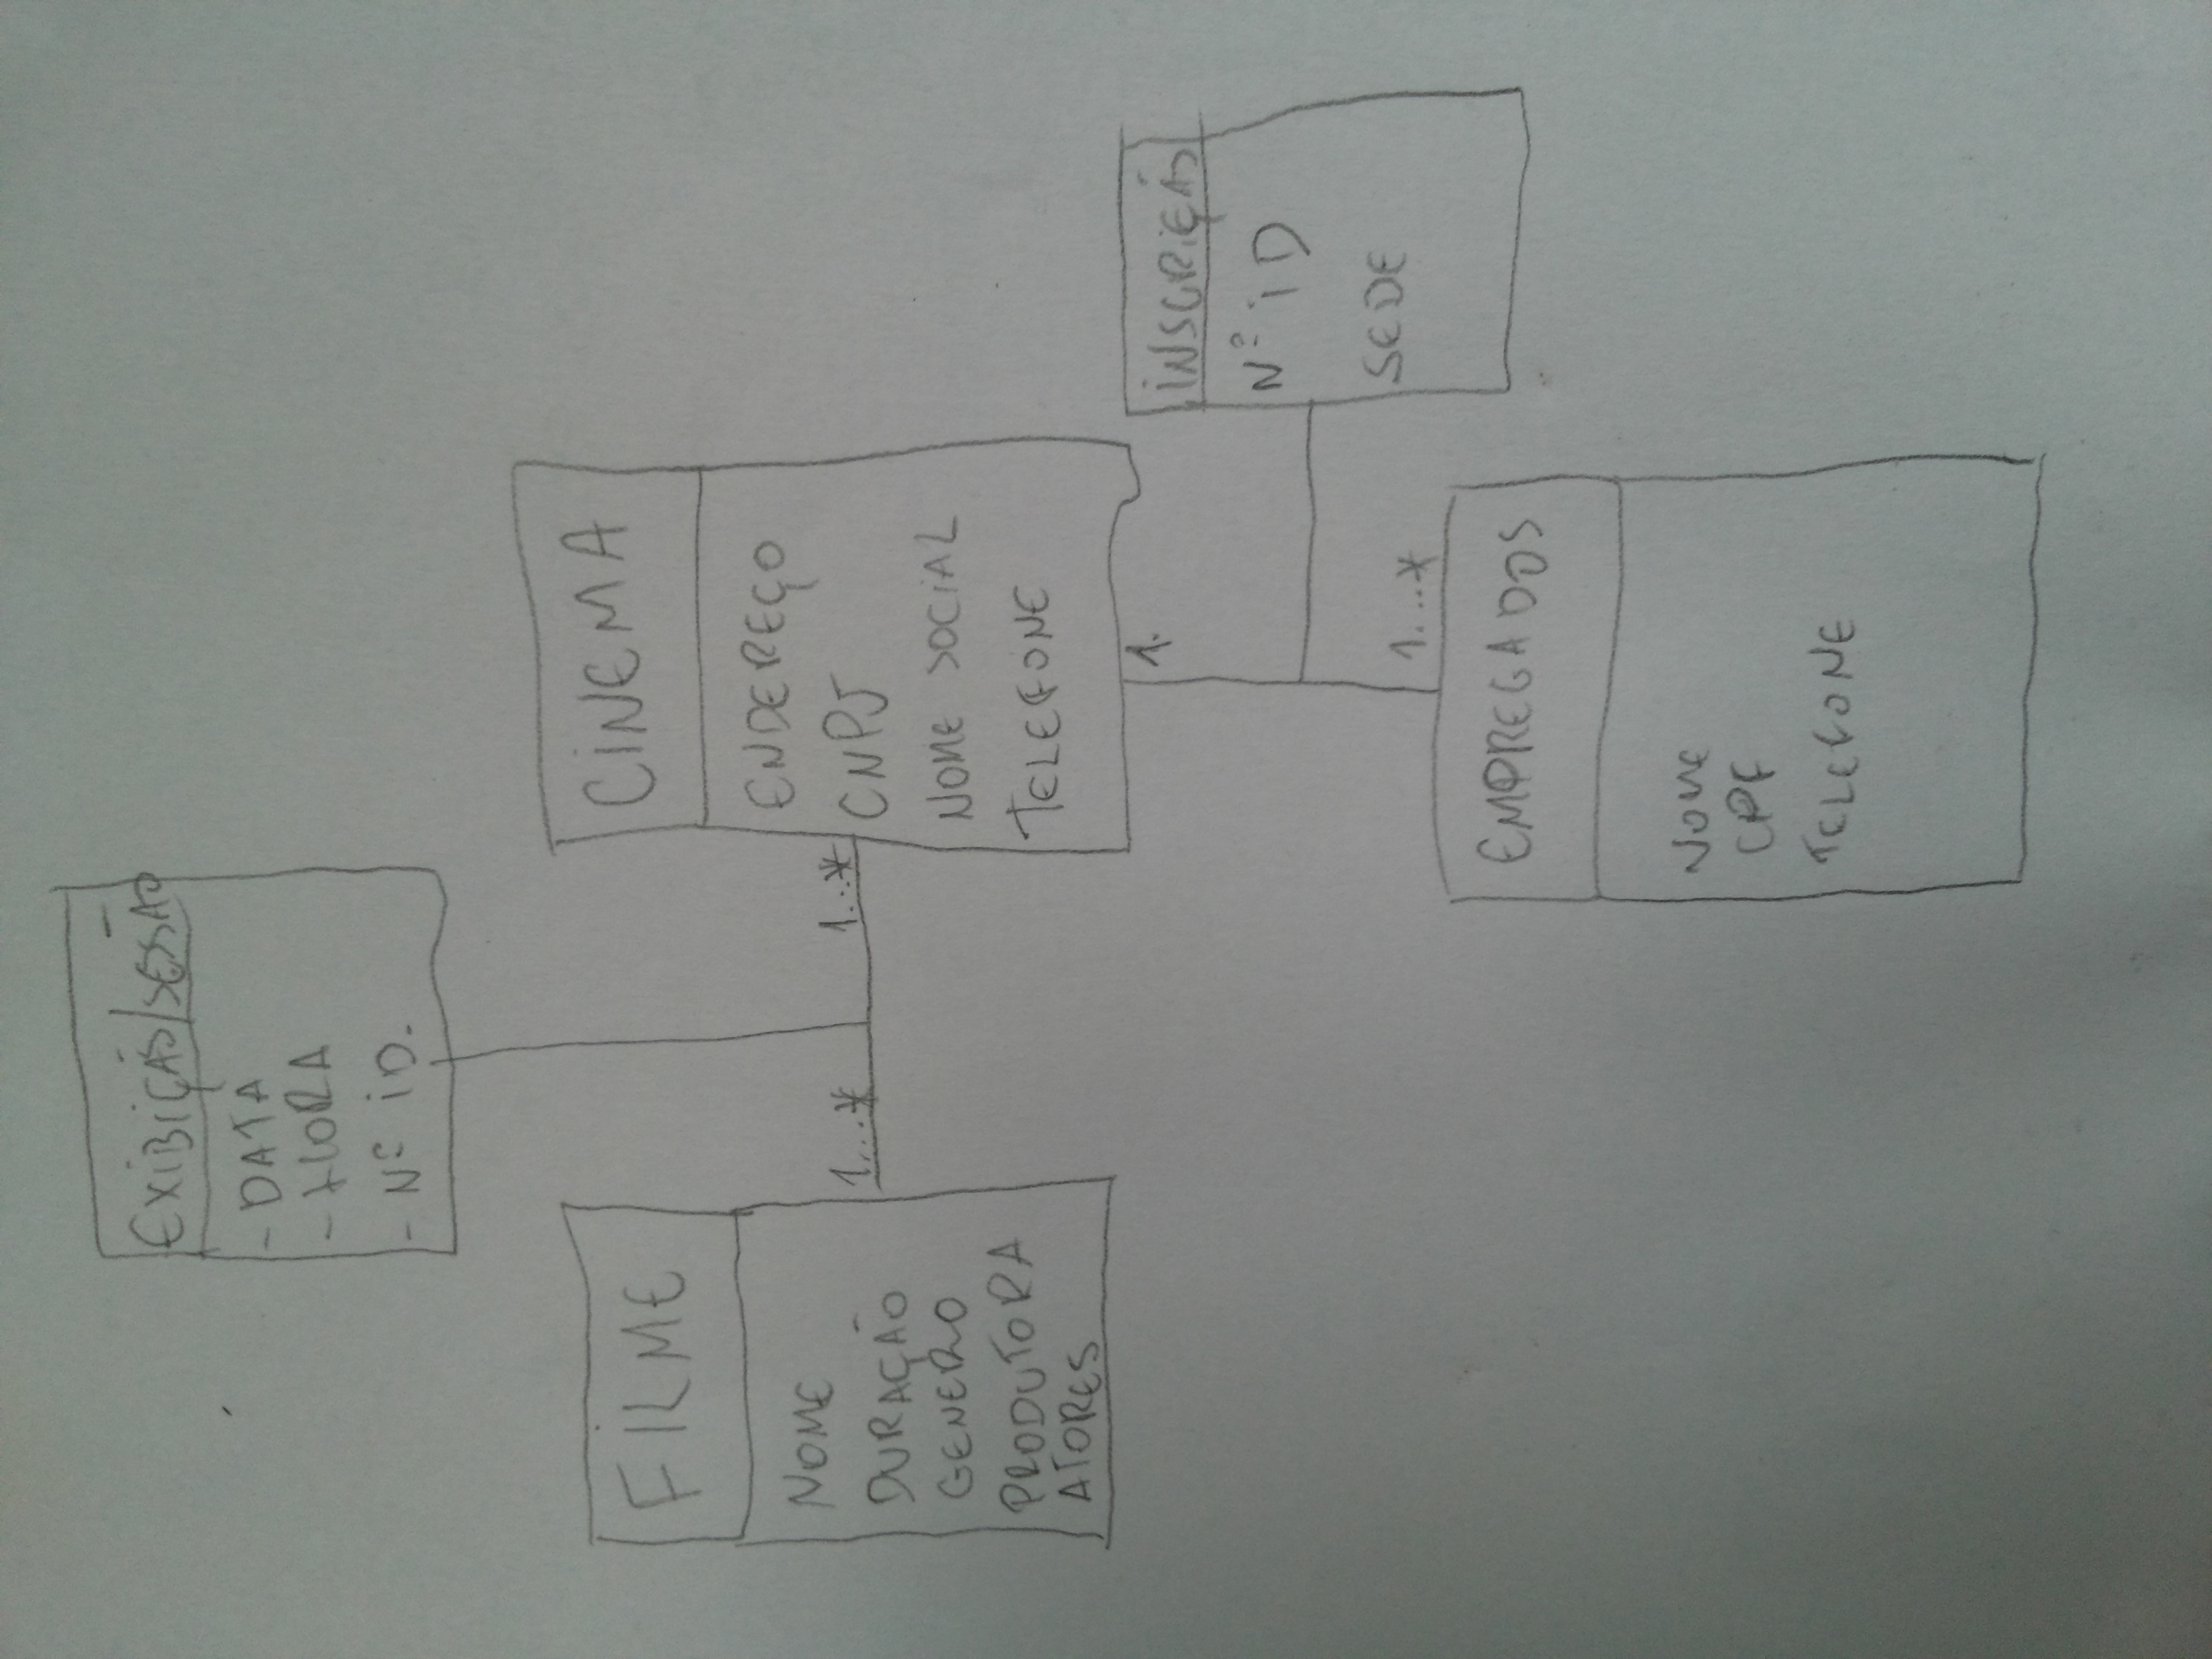 EXIBIÇÃO/SESSÃO
- DATA
- HORA
- Nº ID.
FILME
NOME
DURAÇÃO
GENERO
PRODUTORA
ATORES
1...*
1...*
CINEMA
ENDEREÇO
CNPJ
NOME SOCIAL
TELEFONE
1.
INSCRIÇÃO
Nº ID
SEDE
1...*
EMPREGADOS
NOME
CPF
TELEFONE